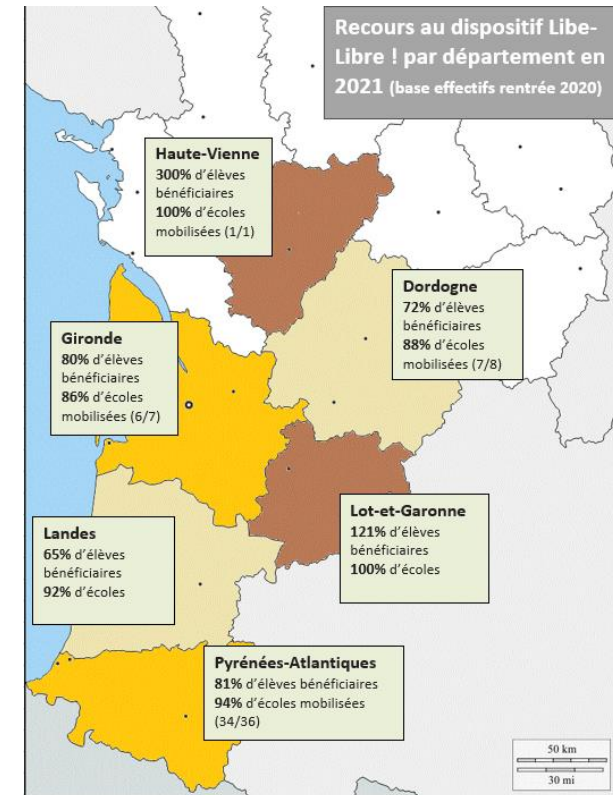 Recours au dispositif Libe-
Libre ! par département en
2021 (base effectifs rentrée 2020)
Haute-Vienne
300% d'élèves
bénéficiaires
100% d'écoles
mobilisées (1/1)
Dordogne
72% d'élèves
bénéficiaires
88% d'écoles
mobilisées (7/8)
Gironde
80% d'élèves
bénéficiaires
86% d'écoles
mobilisées (6/7)
Lot-et-Garonne
121% d'élèves
bénéficiaires
100% d'écoles
Landes
65% d'élèves
bénéficiaires
92% d'écoles
Pyrénées-Atlantiques
81% d'élèves bénéficiaires
94% d'écoles mobilisées
(34/36)
50 km
30 mi